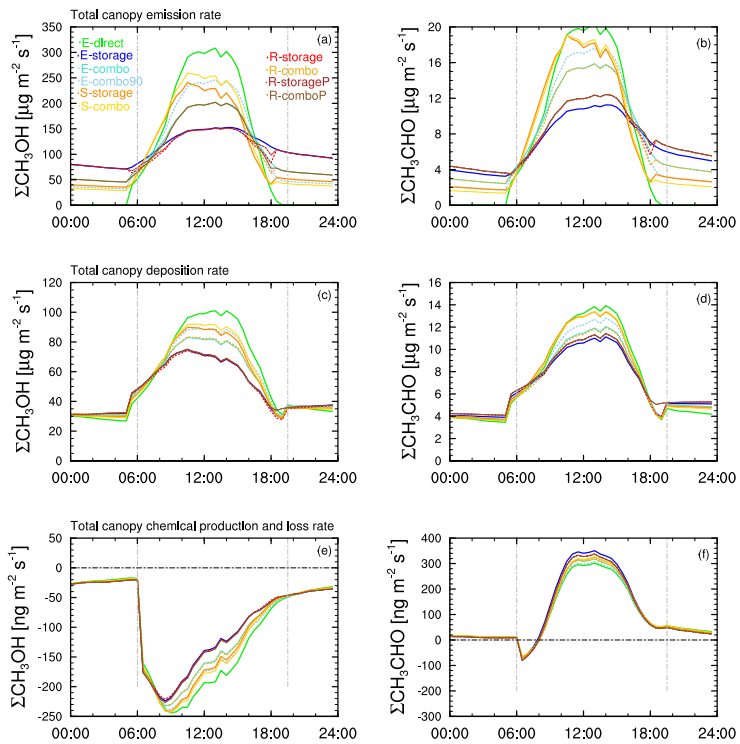 Total canopy emission rate
ΣCH₃OH [µg m⁻² s⁻¹]
350
300
250
200
150
100
50
0
(a)
E-direct
E-storage
E-combo
E-combo90
S-storage
S-combo
R-storage
R-combo
R-storageP
R-comboP
00:00 06:00 12:00 18:00 24:00
ΣCH₃CHO [µg m⁻² s⁻¹]
20
16
12
8
4
0
(b)
00:00 06:00 12:00 18:00 24:00
Total canopy deposition rate
ΣCH₃OH [µg m⁻² s⁻¹]
120
100
80
60
40
20
0
(c)
00:00 06:00 12:00 18:00 24:00
ΣCH₃CHO [µg m⁻² s⁻¹]
16
14
12
10
8
6
4
2
0
(d)
00:00 06:00 12:00 18:00 24:00
Total canopy chemical production and loss rate
ΣCH₃OH [ng m⁻² s⁻¹]
50
0
-50
-100
-150
-200
-250
(e)
00:00 06:00 12:00 18:00 24:00
ΣCH₃CHO [ng m⁻² s⁻¹]
400
300
200
100
0
-100
-200
-300
(f)
00:00 06:00 12:00 18:00 24:00